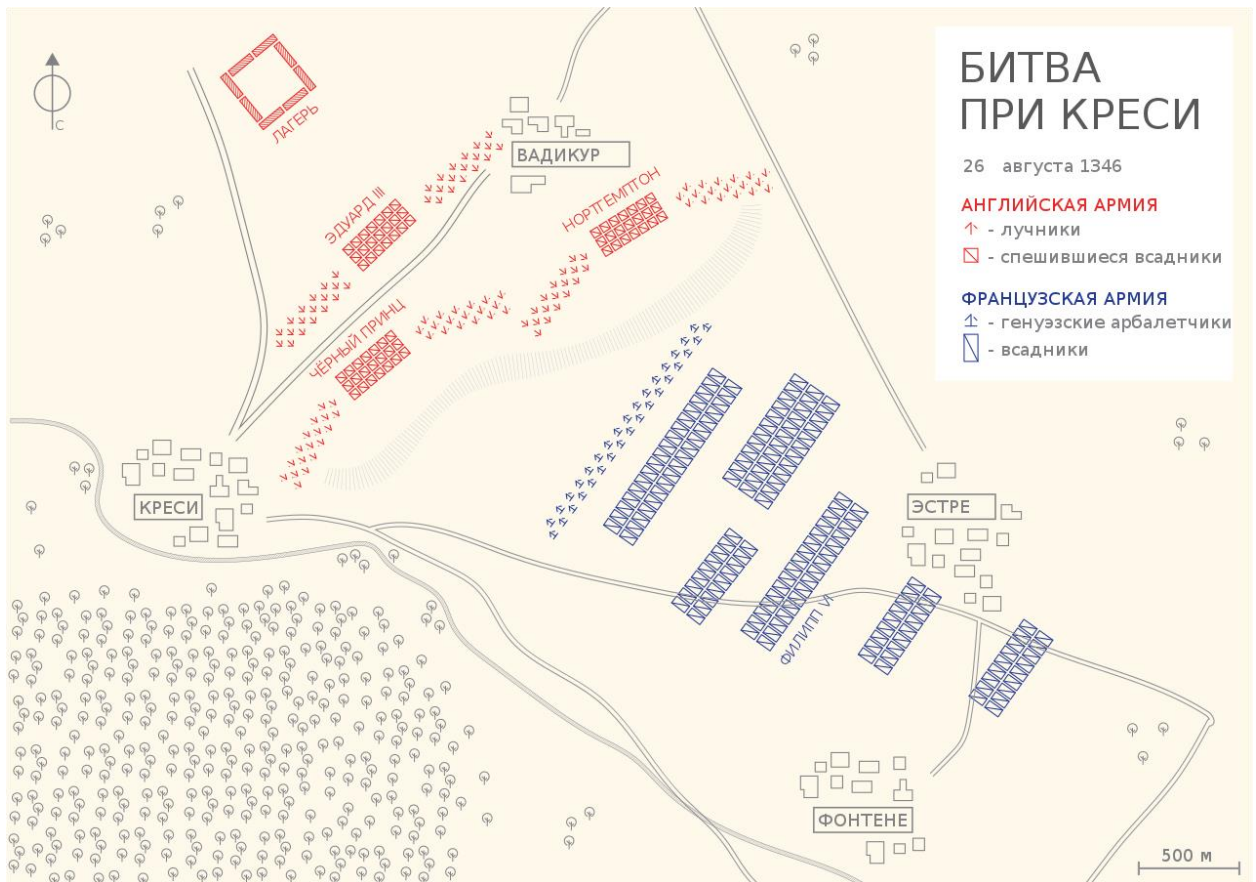 БИТВА
ПРИ КРЕСИ
26 августа 1346
АНГЛИЙСКАЯ АРМИЯ
- лучники
- спешившиеся всадники
ФРАНЦУЗСКАЯ АРМИЯ
- генуэзские арбалетчики
- всадники
С
ЛАГЕРЬ
ВАДИКУР
ЭДУАРД III
НОРТГЕМПТОН
ЧЁРНЫЙ ПРИНЦ
КРЕСИ
ЭСТРЕ
ФИЛИПП VI
ФОНТЕНЕ
500 м